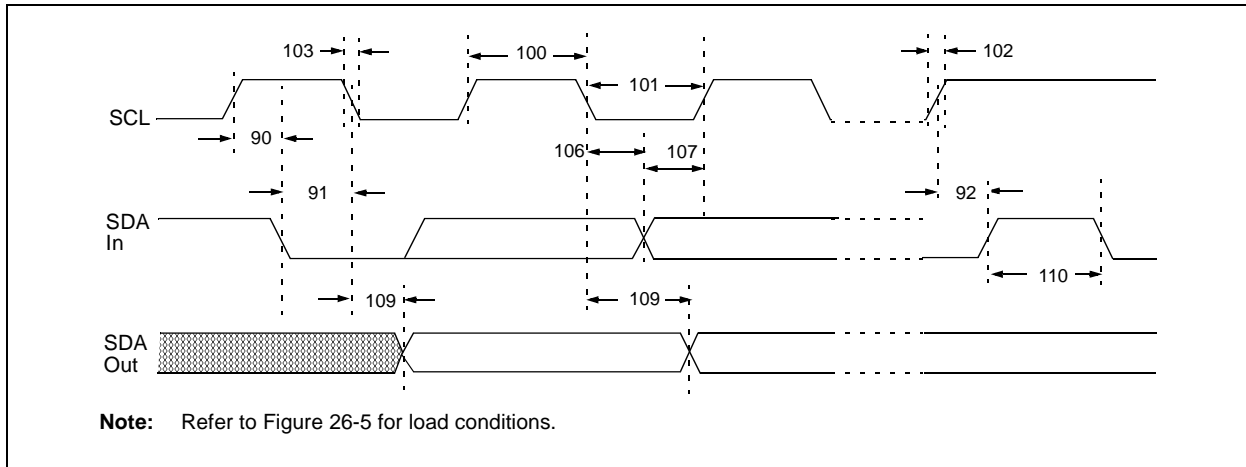 103
100
102
101
SCL
90
106
107
91
92
SDA
In
110
109
109
SDA
Out
Note: Refer to Figure 26-5 for load conditions.